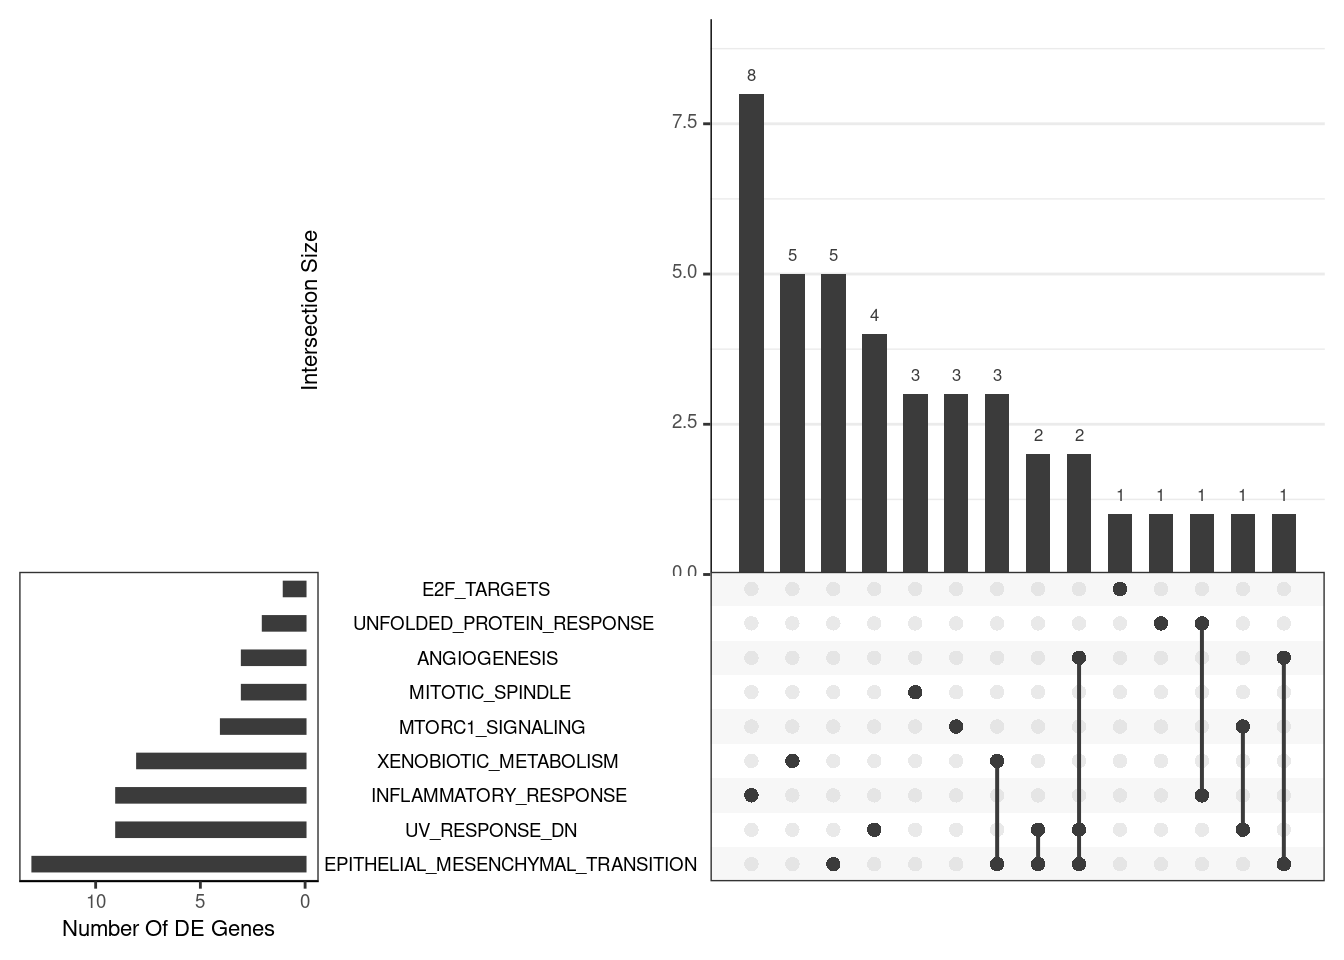 8
7.5
5 5
5.0
4
3 3 3
2.5
2 2
1 1 1 1 1
0.0
Intersection Size
E2F_TARGETS
UNFOLDED_PROTEIN_RESPONSE
ANGIOGENESIS
MITOTIC_SPINDLE
MTORC1_SIGNALING
XENOBIOTIC_METABOLISM
INFLAMMATORY_RESPONSE
UV_RESPONSE_DN
EPITHELIAL_MESENCHYMAL_TRANSITION
10 5 0
Number Of DE Genes